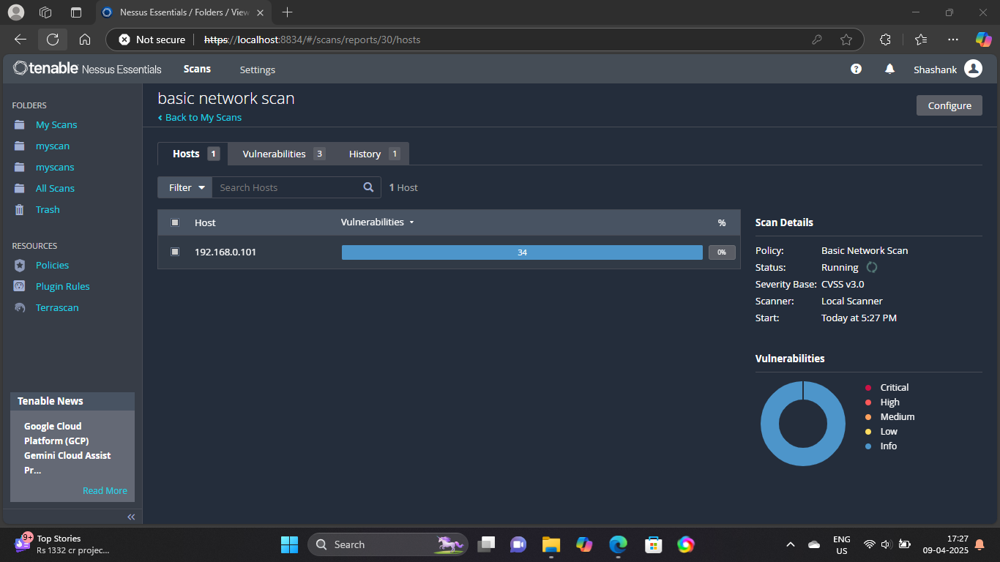 Nessus Essentials / Folders / View
Not secure https://localhost:8834/#/scans/reports/30/hosts
tenable Nessus Essentials Scans Settings Shashank
FOLDERS
My Scans
myscan
myscans
All Scans
Trash
RESOURCES
Policies
Plugin Rules
Terrascan
Tenable News
Google Cloud
Platform (GCP)
Gemini Cloud Assist
Pr...
Read More
basic network scan
Back to My Scans
Configure
Hosts 1 Vulnerabilities 3 History 1
Filter Search Hosts 1 Host
Host Vulnerabilities %
192.168.0.101 34 0%
Scan Details
Policy: Basic Network Scan
Status: Running
Severity Base: CVSS v3.0
Scanner: Local Scanner
Start: Today at 5:27 PM
Vulnerabilities
Critical
High
Medium
Low
Info
9+ Top Stories
Rs 1332 cr projec...
Search
ENG
US
17:27
09-04-2025